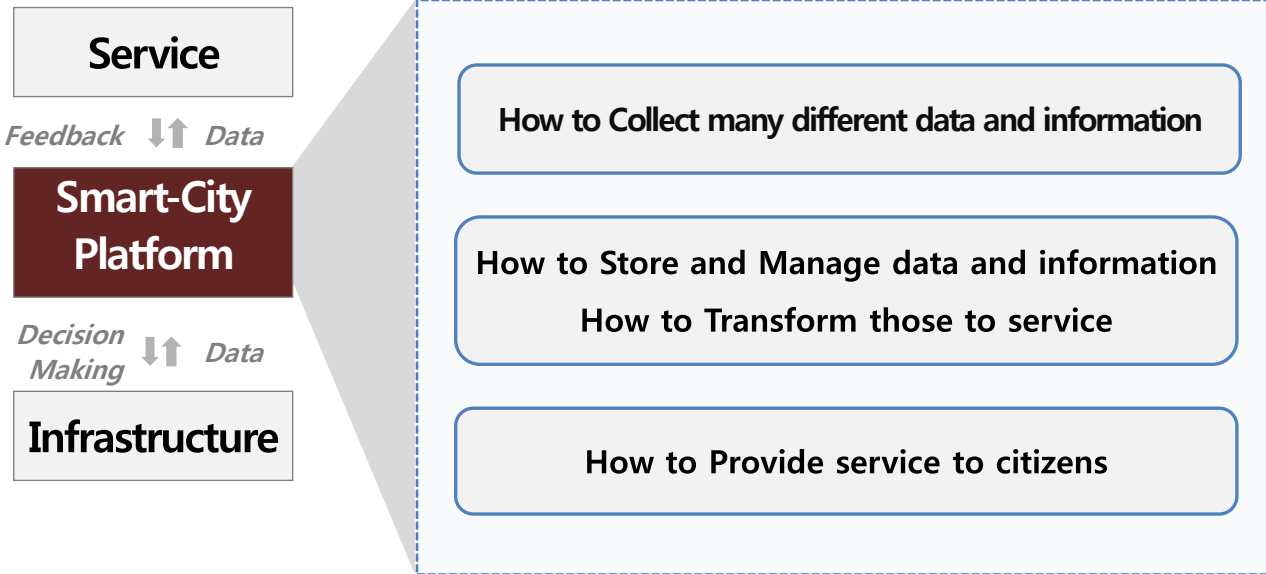 Service
Feedback
Data
Smart-City
Platform
Decision
Making
Data
Infrastructure
How to Collect many different data and information
How to Store and Manage data and information
How to Transform those to service
How to Provide service to citizens